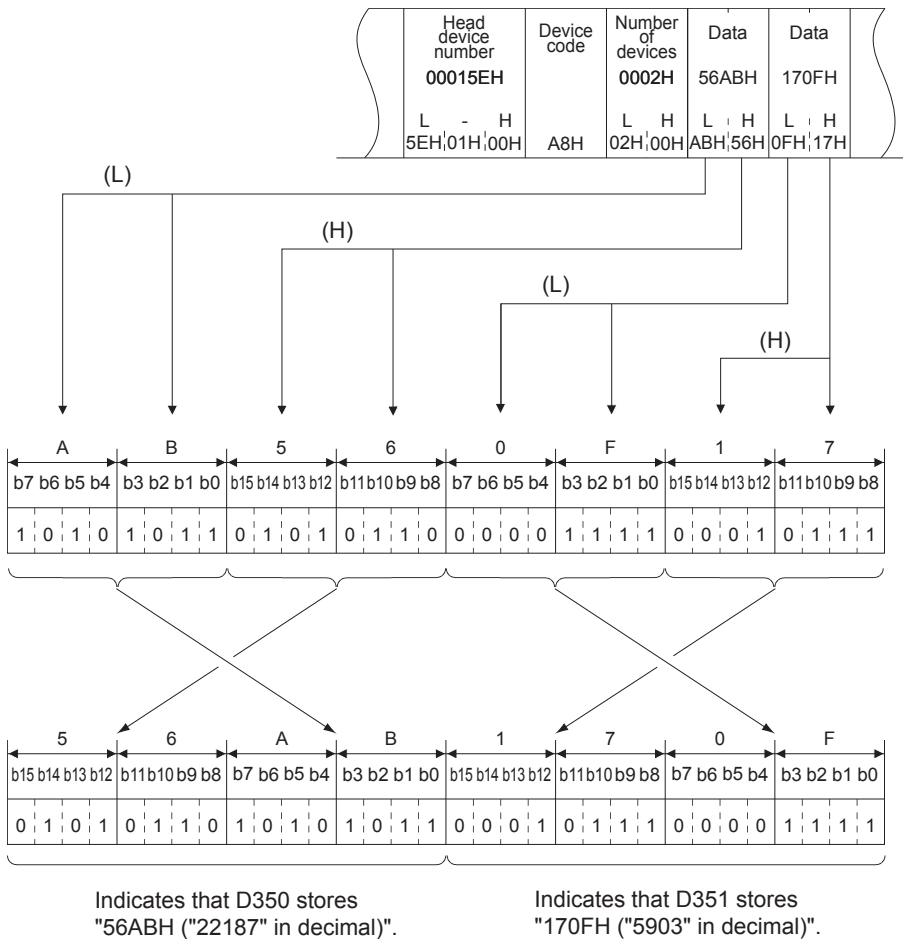 Head device number Device code Number of devices Data Data
00015EH 0002H 56ABH 170FH
L - H L H L H L H
5EH 01H 00H A8H 02H 00H ABH 56H 0FH 17H
(L)
(H)
(L)
(H)
A B 5 6 0 F 1 7
b7 b6 b5 b4 b3 b2 b1 b0 b15 b14 b13 b12 b11 b10 b9 b8 b7 b6 b5 b4 b3 b2 b1 b0 b15 b14 b13 b12 b11 b10 b9 b8
1 0 1 0 1 0 1 1 0 1 0 1 0 1 1 0 0 0 0 0 1 1 1 1 0 0 0 1 0 1 1 1
5 6 A B 1 7 0 F
b15 b14 b13 b12 b11 b10 b9 b8 b7 b6 b5 b4 b3 b2 b1 b0 b15 b14 b13 b12 b11 b10 b9 b8 b7 b6 b5 b4 b3 b2 b1 b0
0 1 0 1 0 1 1 0 1 0 1 0 1 0 1 1 0 0 0 1 0 1 1 1 0 0 0 0 1 1 1 1
Indicates that D350 stores
"56ABH ("22187" in decimal)".
Indicates that D351 stores
"170FH ("5903" in decimal)".